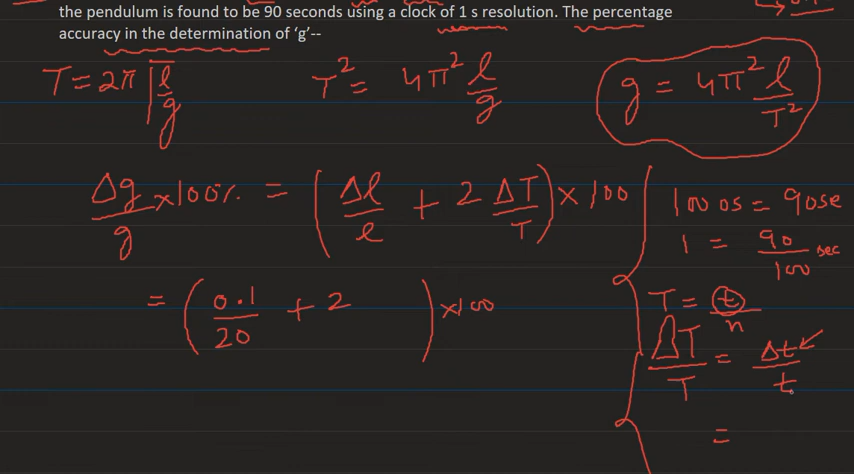 the pendulum is found to be 90 seconds using a clock of 1 s resolution. The percentage
accuracy in the determination of ‘g’--
T = 2π √(l/g)
T² = 4π² l/g
g = 4π² l/T²
Δg/g × 100% = (Δl/l + 2 ΔT/T) × 100
= (0.1/20 + 2 ) × 100
100 os = 90 se
1 = 90/100 sec
T = t/n
ΔT/T = Δt/t
=